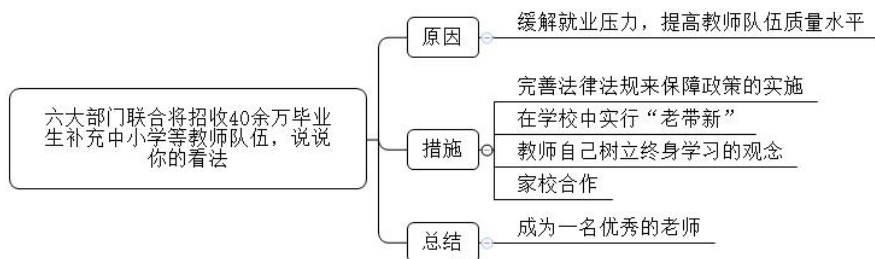 六大部门联合将招收40余万毕业
生补充中小学等教师队伍，说说
你的看法
原因
缓解就业压力，提高教师队伍质量水平
措施
完善法律法规来保障政策的实施
在学校中实行“老带新”
教师自己树立终身学习的观念
家校合作
总结
成为一名优秀的老师